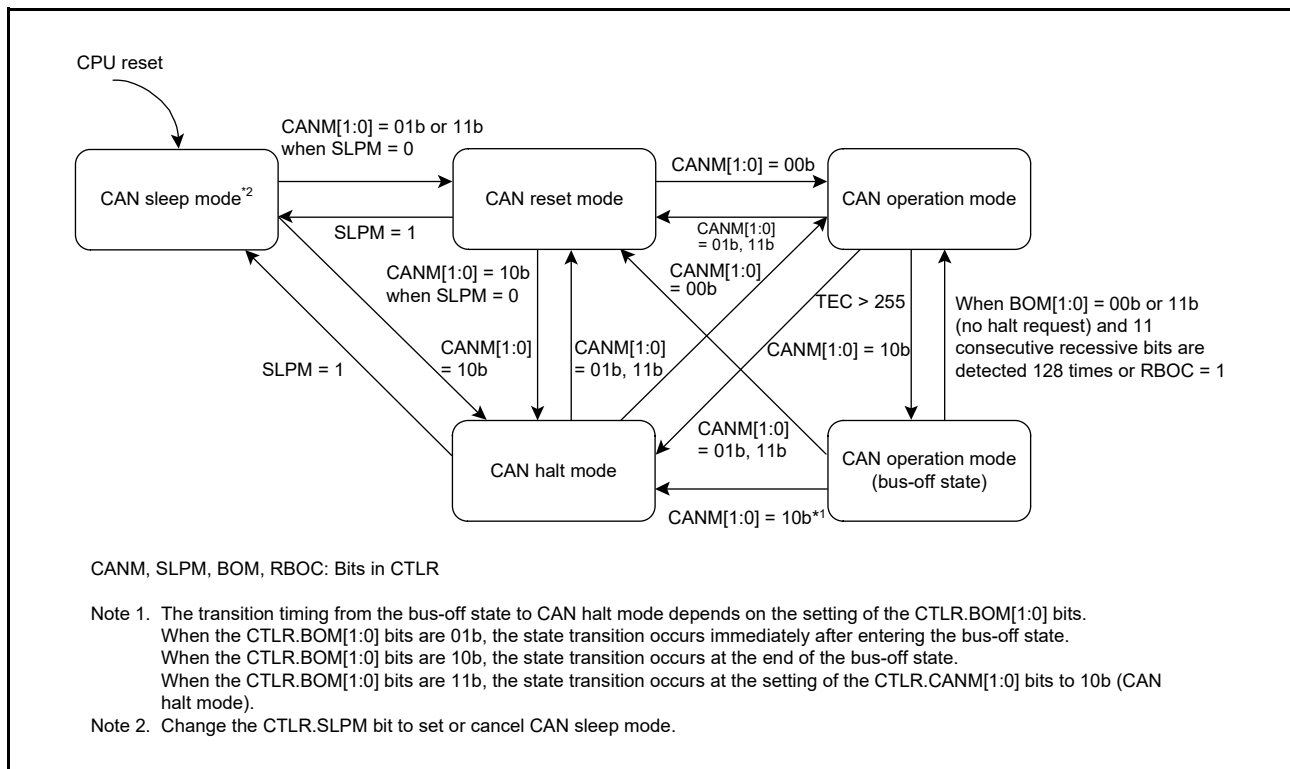 CPU reset
CANM[1:0] = 01b or 11b
when SLPM = 0
CAN sleep mode*2
CAN reset mode
CANM[1:0] = 00b
CAN operation mode
SLPM = 1
CANM[1:0]
= 01b, 11b
CANM[1:0] = 10b
when SLPM = 0
CANM[1:0]
= 00b
TEC > 255
When BOM[1:0] = 00b or 11b
(no halt request) and 11
consecutive recessive bits are
detected 128 times or RBOC = 1
SLPM = 1
CANM[1:0]
= 10b
CANM[1:0]
= 01b, 11b
CANM[1:0] = 10b
CAN halt mode
CANM[1:0]
= 01b, 11b
CAN operation mode
(bus-off state)
CANM[1:0] = 10b*1
CANM, SLPM, BOM, RBOC: Bits in CTLR
Note 1. The transition timing from the bus-off state to CAN halt mode depends on the setting of the CTLR.BOM[1:0] bits.
When the CTLR.BOM[1:0] bits are 01b, the state transition occurs immediately after entering the bus-off state.
When the CTLR.BOM[1:0] bits are 10b, the state transition occurs at the end of the bus-off state.
When the CTLR.BOM[1:0] bits are 11b, the state transition occurs at the setting of the CTLR.CANM[1:0] bits to 10b (CAN
halt mode).
Note 2. Change the CTLR.SLPM bit to set or cancel CAN sleep mode.